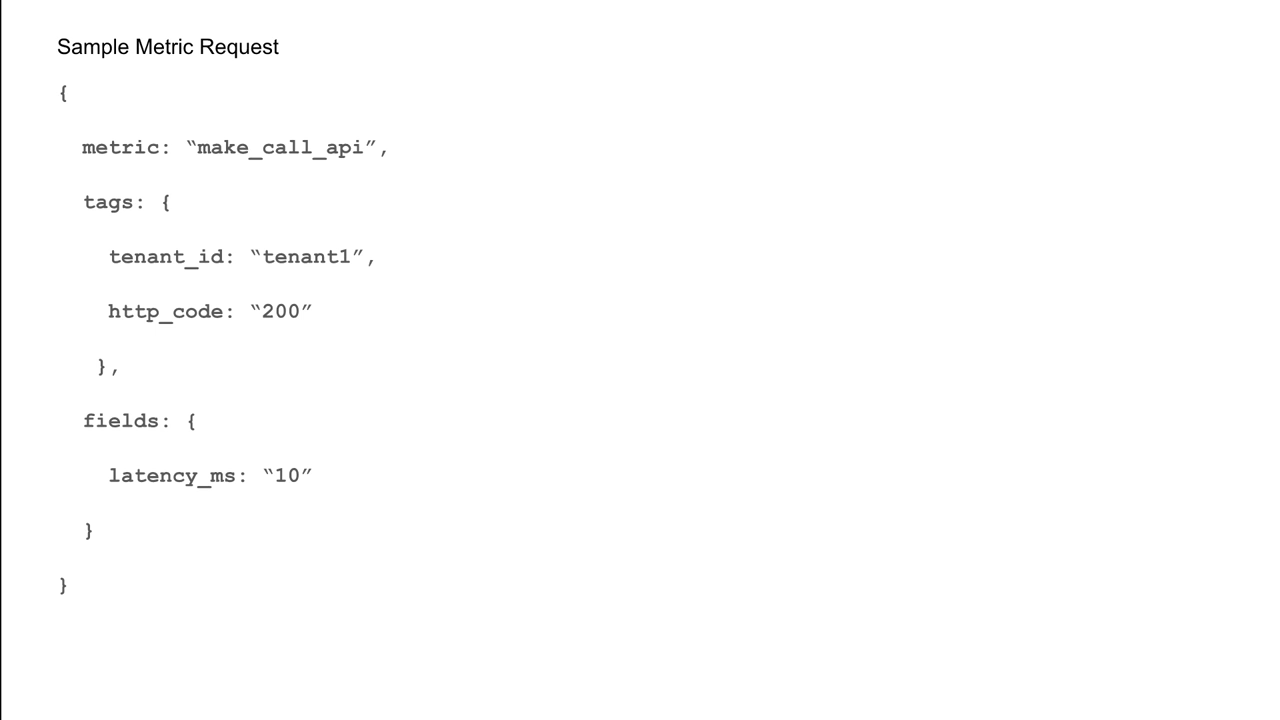 Sample Metric Request
{
metric: “make_call_api”,
tags: {
tenant_id: “tenant1”,
http_code: “200”
},
fields: {
latency_ms: “10”
}
}